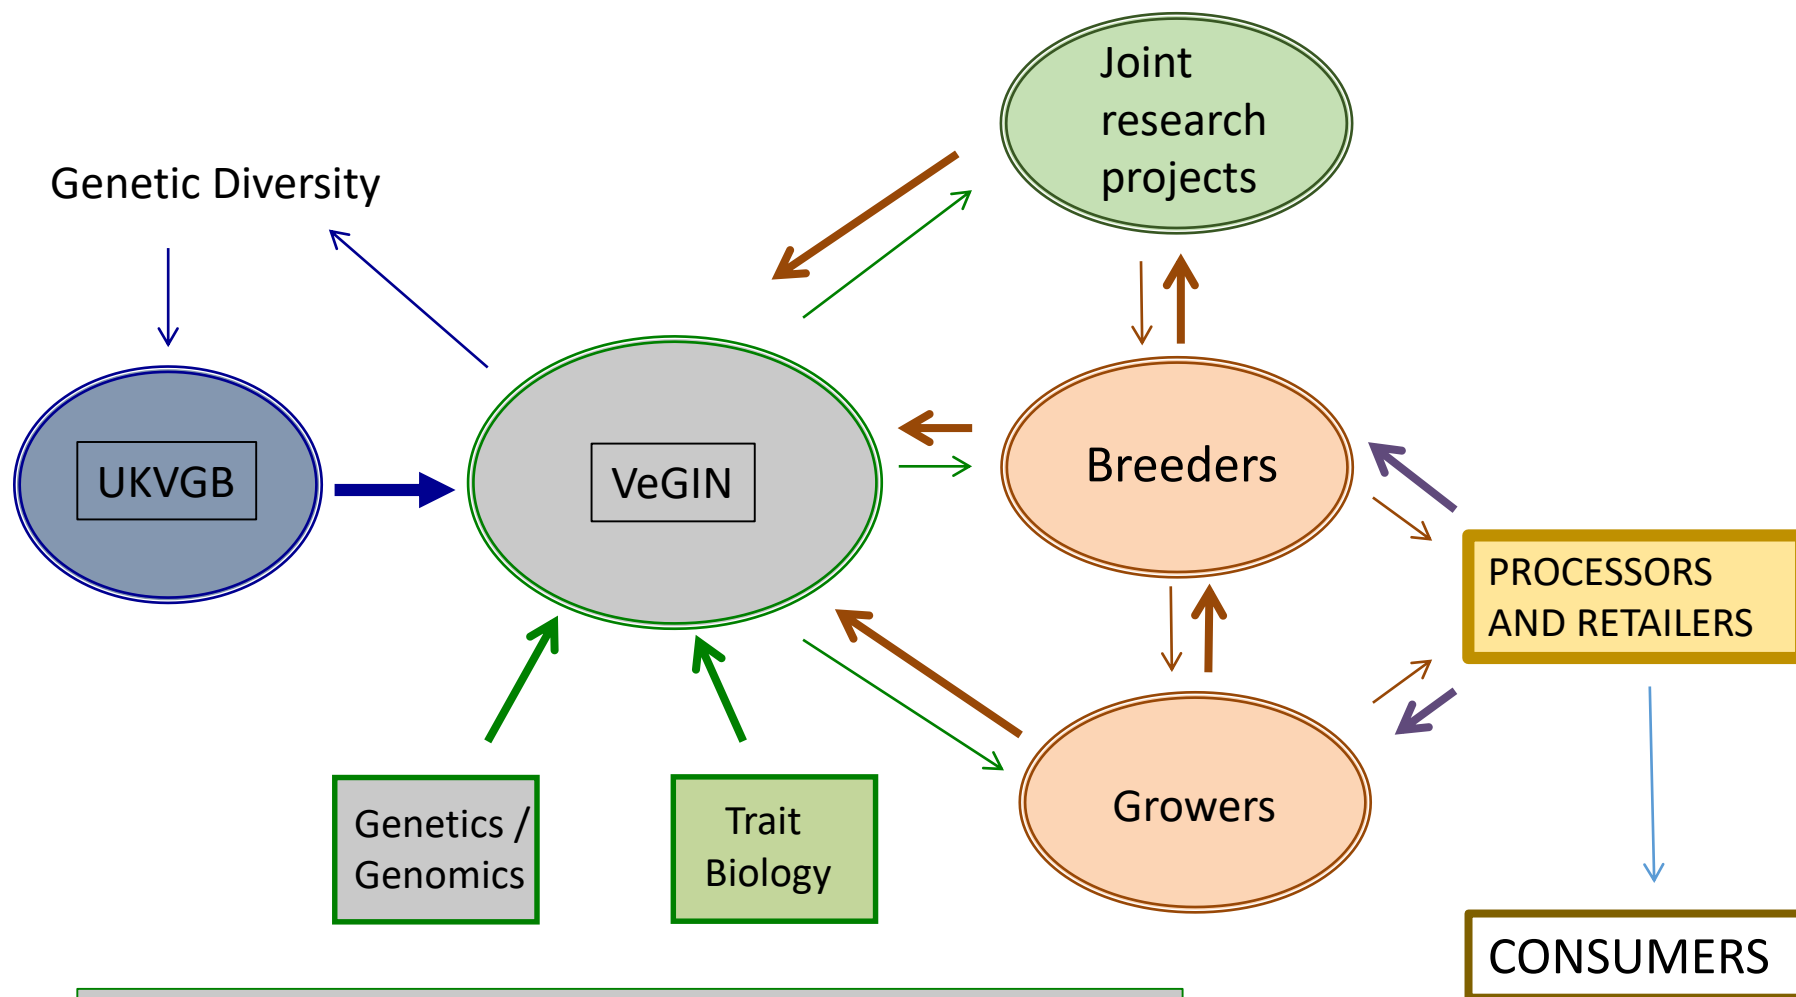 Joint
research
projects
Genetic Diversity
UKVGB
VeGIN
Breeders
PROCESSORS
AND RETAILERS
Genetics /
Genomics
Trait
Biology
Growers
CONSUMERS